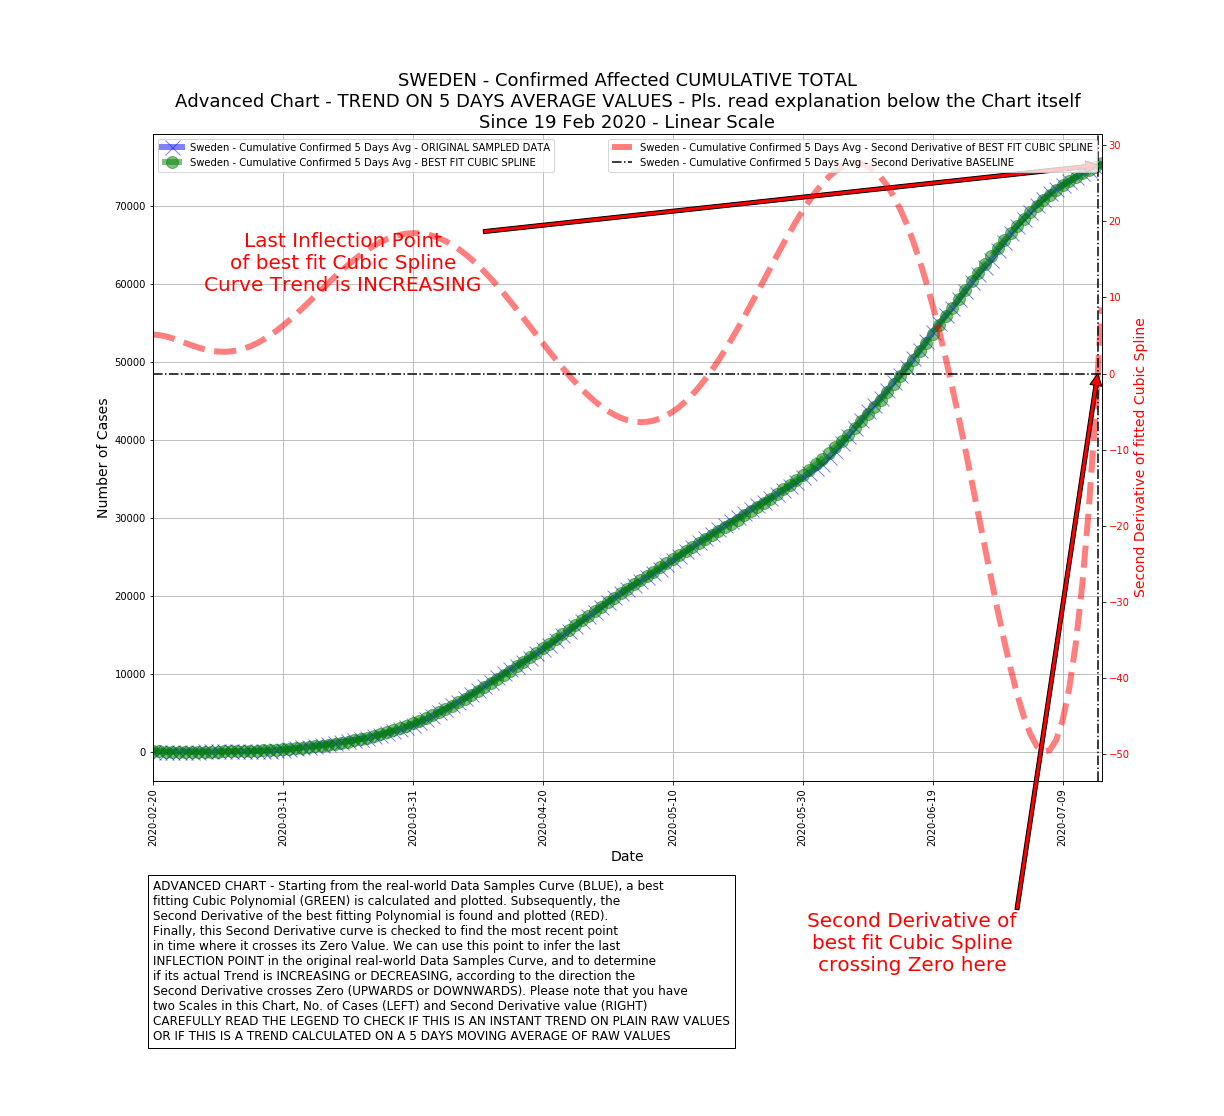 SWEDEN - Confirmed Affected CUMULATIVE TOTAL
Advanced Chart - TREND ON 5 DAYS AVERAGE VALUES - Pls. read explanation below the Chart itself
Since 19 Feb 2020 - Linear Scale
Sweden - Cumulative Confirmed 5 Days Avg - ORIGINAL SAMPLED DATA
Sweden - Cumulative Confirmed 5 Days Avg - BEST FIT CUBIC SPLINE
Sweden - Cumulative Confirmed 5 Days Avg - Second Derivative of BEST FIT CUBIC SPLINE
Sweden - Cumulative Confirmed 5 Days Avg - Second Derivative BASELINE
Last Inflection Point
of best fit Cubic Spline
Curve Trend is INCREASING
Number of Cases
70000
60000
50000
40000
30000
20000
10000
0
30
20
10
0
−10
−20
−30
−40
−50
Second Derivative of fitted Cubic Spline
2020-02-20
2020-03-11
2020-03-31
2020-04-20
2020-05-10
2020-05-30
2020-06-19
2020-07-09
Date
ADVANCED CHART - Starting from the real-world Data Samples Curve (BLUE), a best
fitting Cubic Polynomial (GREEN) is calculated and plotted. Subsequently, the
Second Derivative of the best fitting Polynomial is found and plotted (RED).
Finally, this Second Derivative curve is checked to find the most recent point
in time where it crosses its Zero Value. We can use this point to infer the last
INFLECTION POINT in the original real-world Data Samples Curve, and to determine
if its actual Trend is INCREASING or DECREASING, according to the direction the
Second Derivative crosses Zero (UPWARDS or DOWNWARDS). Please note that you have
two Scales in this Chart, No. of Cases (LEFT) and Second Derivative value (RIGHT)
CAREFULLY READ THE LEGEND TO CHECK IF THIS IS AN INSTANT TREND ON PLAIN RAW VALUES
OR IF THIS IS A TREND CALCULATED ON A 5 DAYS MOVING AVERAGE OF RAW VALUES
Second Derivative of
best fit Cubic Spline
crossing Zero here